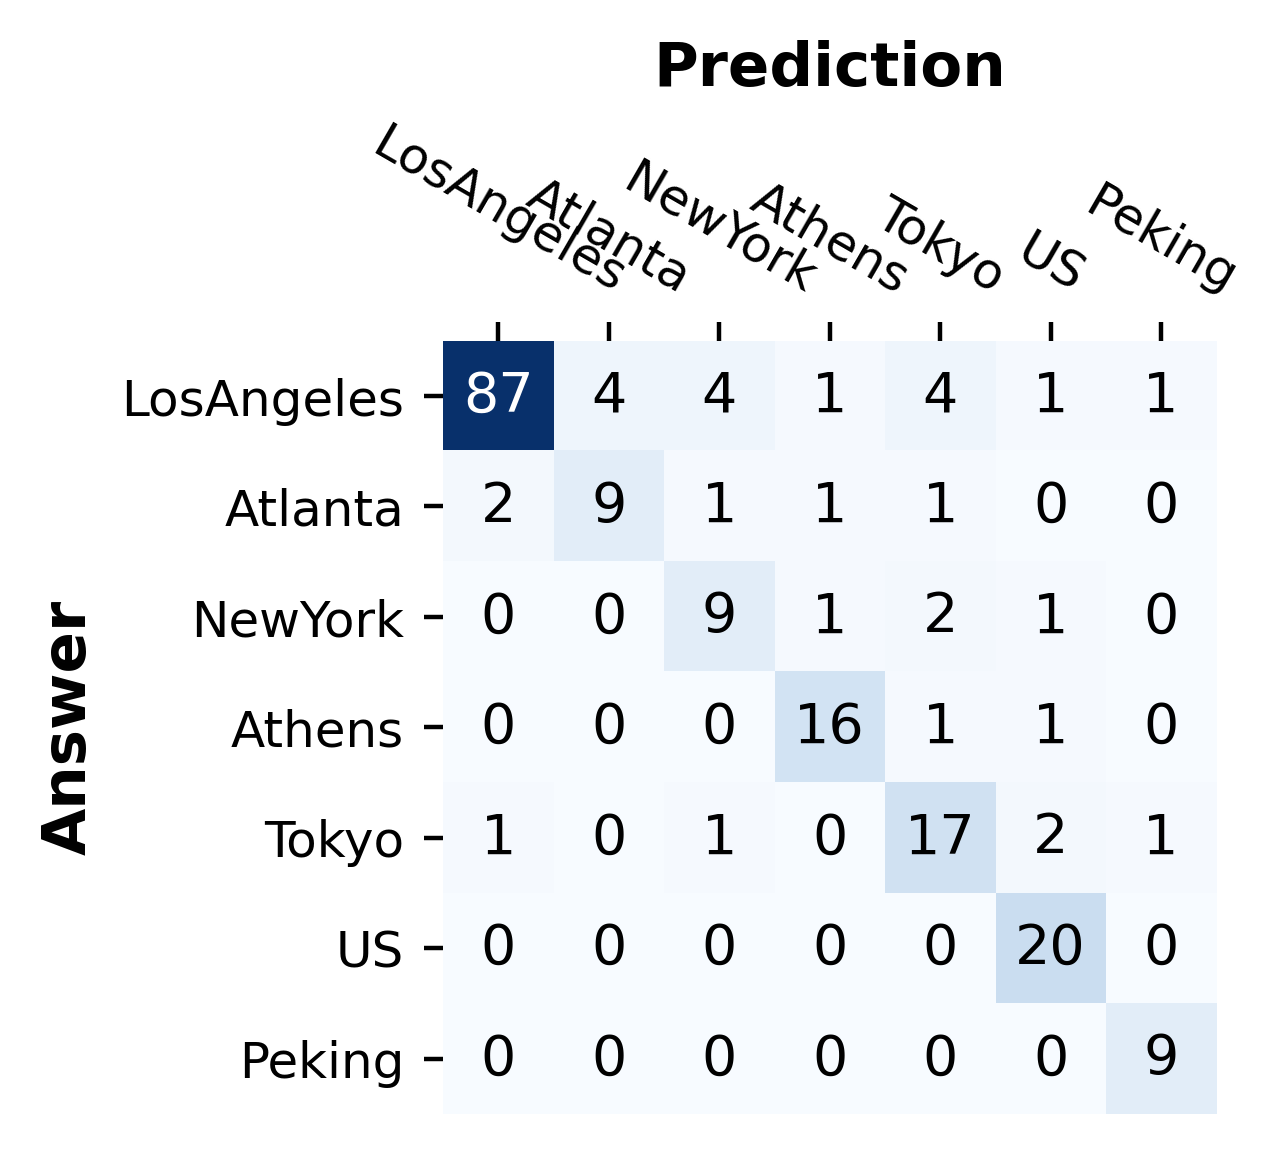 Prediction
LosAngeles Atlanta NewYork Athens Tokyo US Peking
Answer
LosAngeles 87 4 4 1 4 1 1
Atlanta 2 9 1 1 1 0 0
NewYork 0 0 9 1 2 1 0
Athens 0 0 0 16 1 1 0
Tokyo 1 0 1 0 17 2 1
US 0 0 0 0 0 20 0
Peking 0 0 0 0 0 0 9